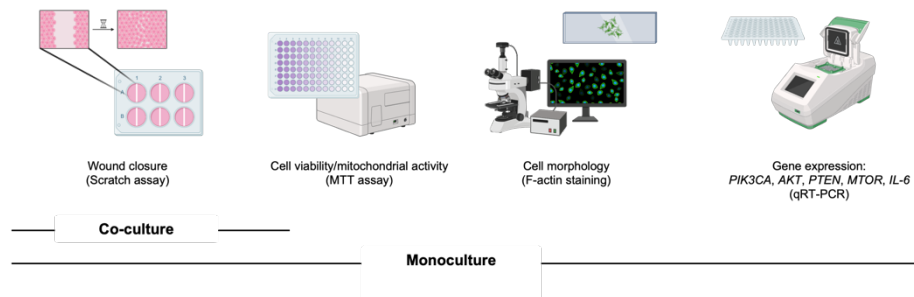 1 2 3
A
B
Wound closure
(Scratch assay)
Cell viability/mitochondrial activity
(MTT assay)
Cell morphology
(F-actin staining)
Gene expression:
PIK3CA, AKT, PTEN, MTOR, IL-6
(qRT-PCR)
Co-culture
Monoculture